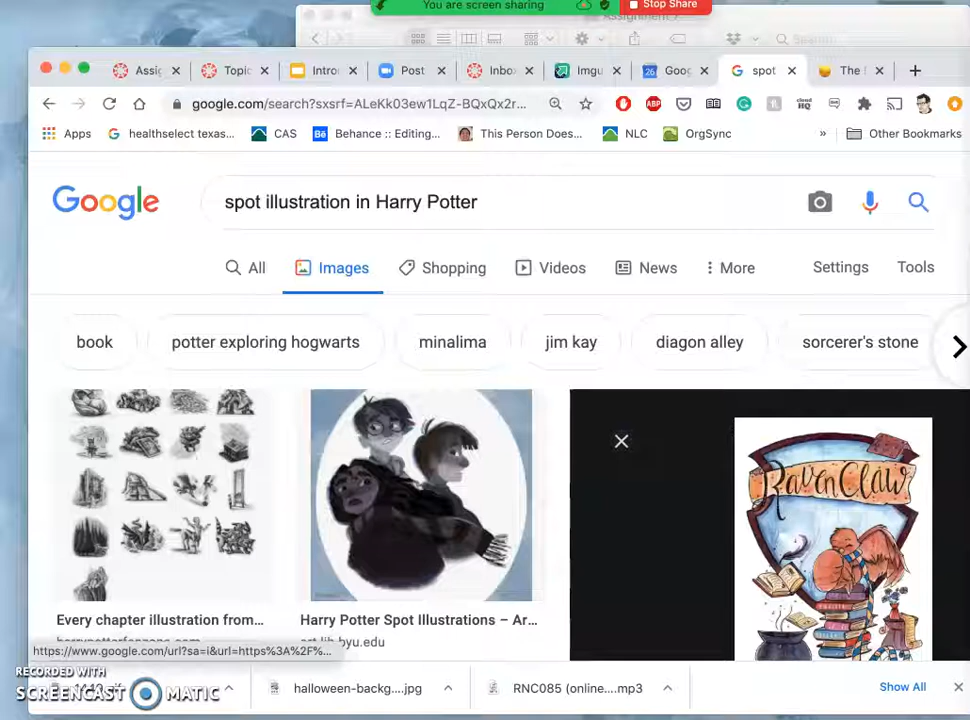 You are screen sharing
Stop Share
Search
Assig
Topic
Intro
Post
Inbo
Imgu
Goog
spot
The f
google.com/search?sxsrf=ALeKk03ew1LqZ-BQxQx2r...
Apps
healthselect texas...
CAS
Behance :: Editing...
This Person Does...
NLC
OrgSync
»
Other Bookmarks
Google
spot illustration in Harry Potter
All
Images
Shopping
Videos
News
More
Settings
Tools
book
potter exploring hogwarts
minalima
jim kay
diagon alley
sorcerer's stone
RavenClaw
Every chapter illustration from...
Harry Potter Spot Illustrations – Ar...
art.lib.byu.edu
https://www.google.com/url?sa=i&url=https%3A%2F%...
RECORDED WITH
SCREENCAST MATIC
halloween-backg....jpg
RNC085 (online....mp3
Show All